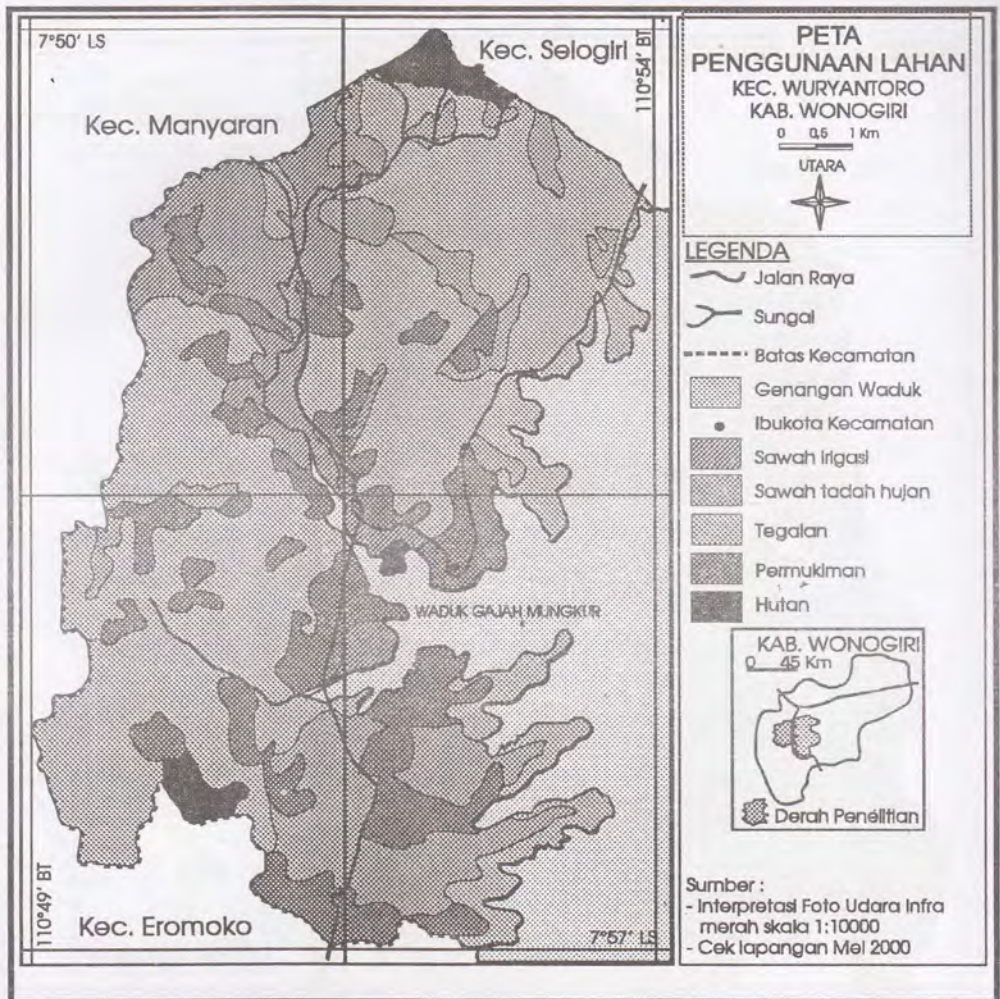 7°50' LS
Kec. Selogiri
110°54' BT
Kec. Manyaran
WADUK GAJAH MUNGKUR
110°49' BT
Kec. Eromoko
7°57' LS
PETA
PENGGUNAAN LAHAN
KEC. WURYANTORO
KAB. WONOGIRI
0 0,5 1 Km
UTARA
LEGENDA
Jalan Raya
Sungai
Batas Kecamatan
Genangan Waduk
Ibukota Kecamatan
Sawah irigasi
Sawah tadah hujan
Tegalan
Permukiman
Hutan
KAB. WONOGIRI
0 45 Km
Derah Penelitian
Sumber :
- Interpretasi Foto Udara Infra
merah skala 1:10000
- Cek lapangan Mei 2000